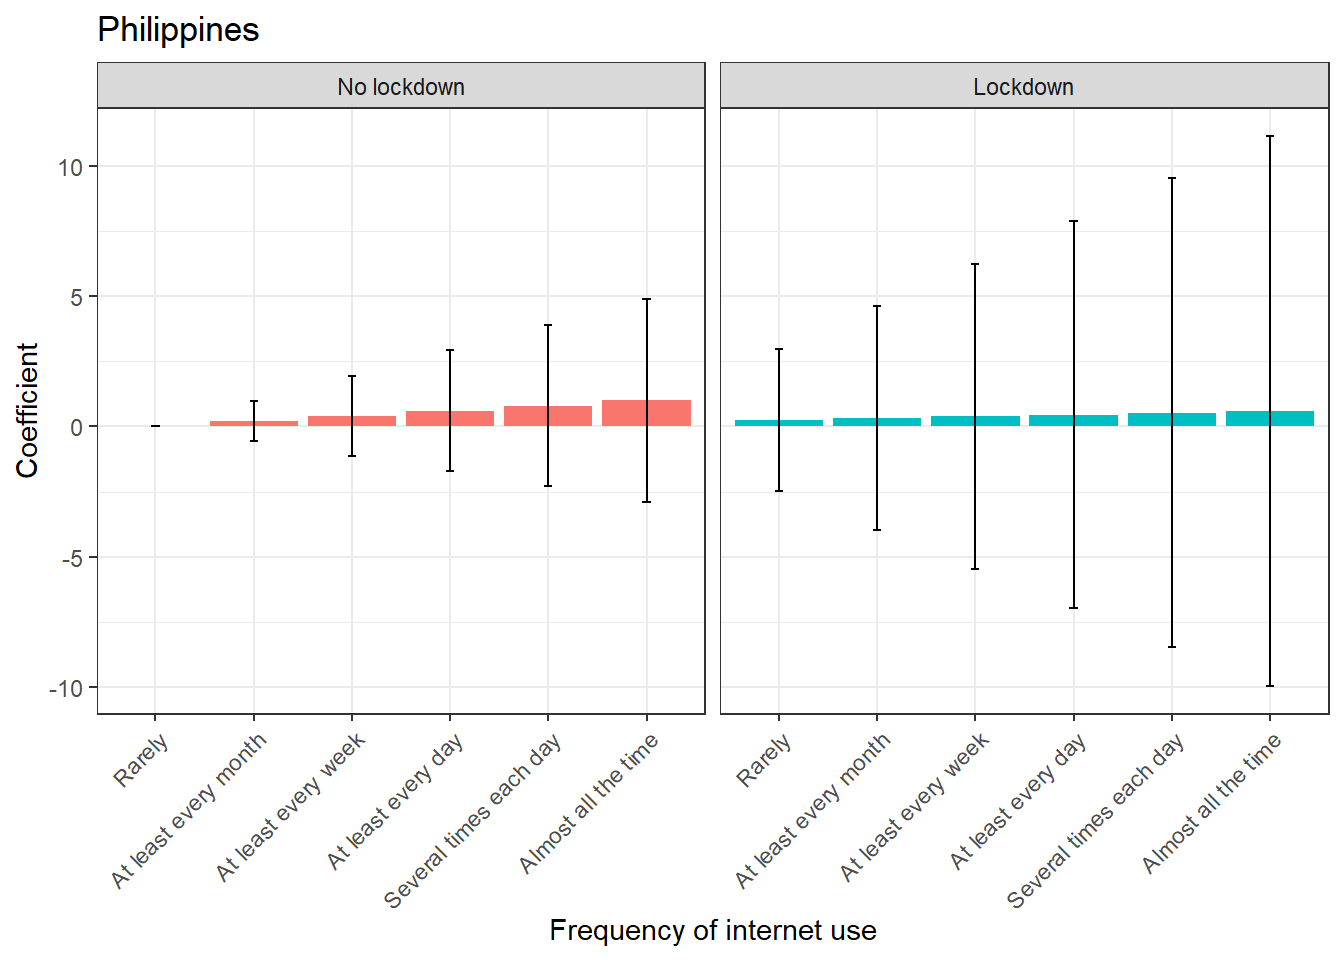 Philippines
No lockdown
Lockdown
Coefficient
10
5
0
-5
-10
Rarely
At least every month
At least every week
At least every day
Several times each day
Almost all the time
Rarely
At least every month
At least every week
At least every day
Several times each day
Almost all the time
Frequency of internet use